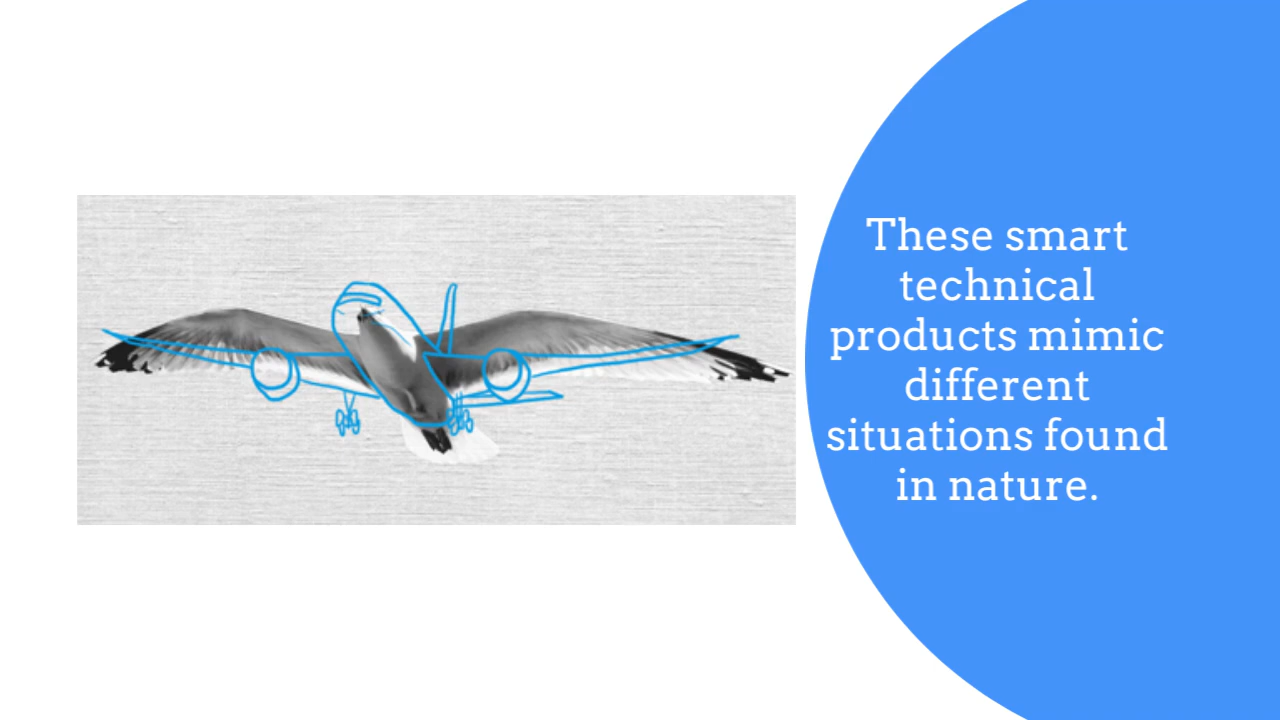 These smart
technical
products mimic
different
situations found
in nature.